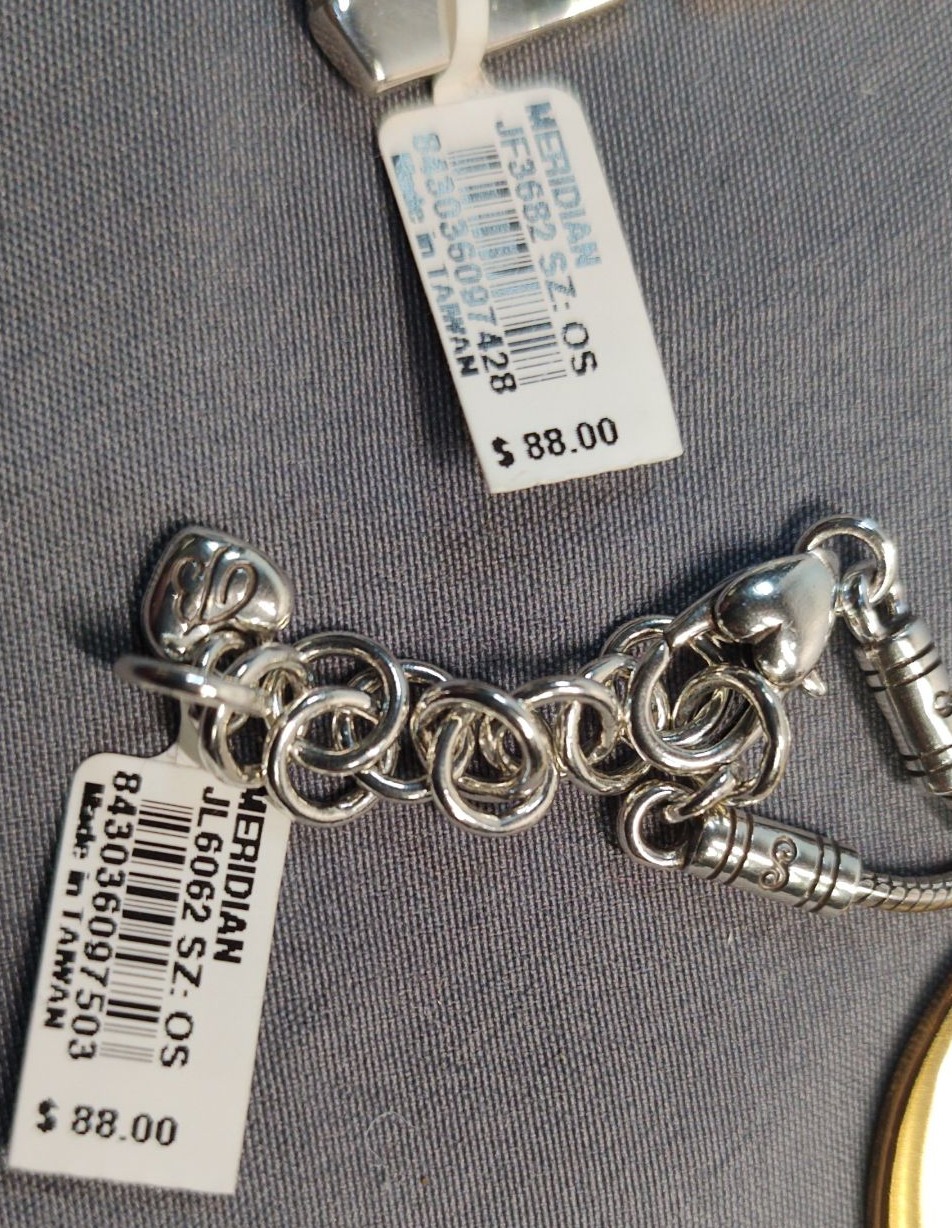 MERIDIAN
JF3682 SZ: OS
843036097428
Made in TAIWAN
$ 88.00
MERIDIAN
JL6062 SZ: OS
843036097503
Made in TAIWAN
$ 88.00